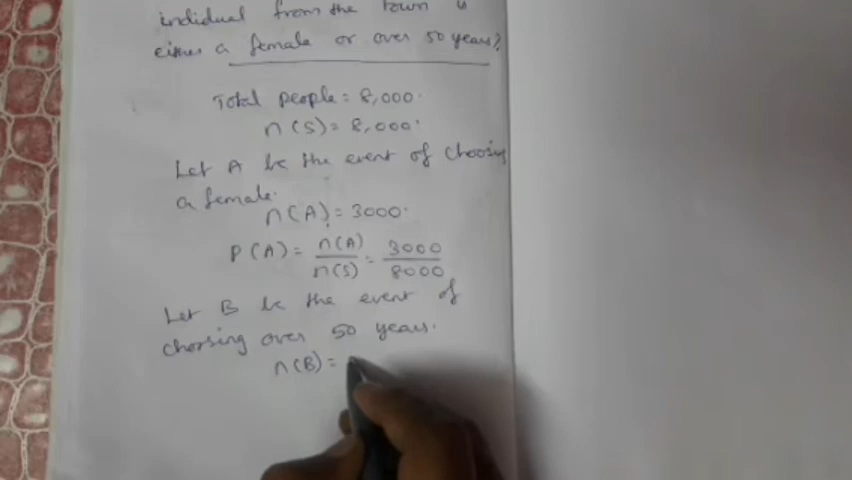 individual from the town is
either a female or over 50 years?
Total people = 8,000.
n(S) = 8,000.
Let A be the event of choosing
a female.
n(A) = 3000.
P(A) = n(A)/n(S) = 3000/8000
Let B be the event of
choosing over 50 years.
n(B) =